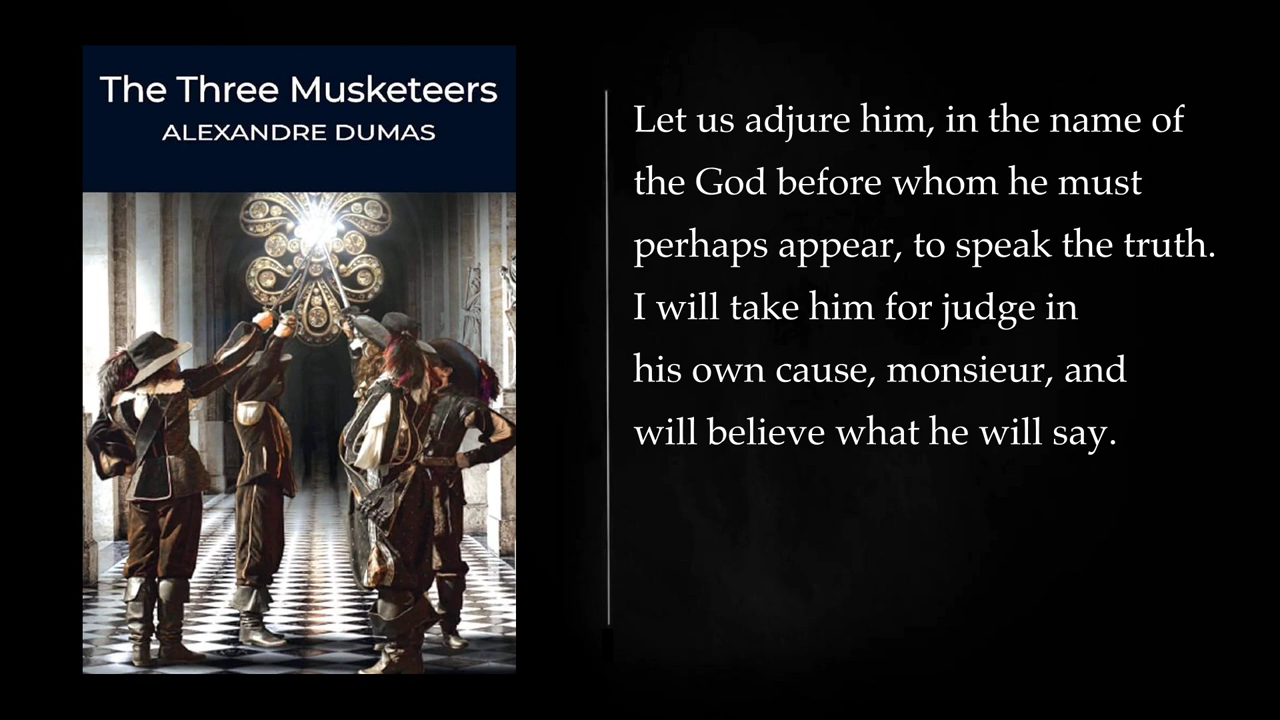 The Three Musketeers
ALEXANDRE DUMAS
Let us adjure him, in the name of
the God before whom he must
perhaps appear, to speak the truth.
I will take him for judge in
his own cause, monsieur, and
will believe what he will say.